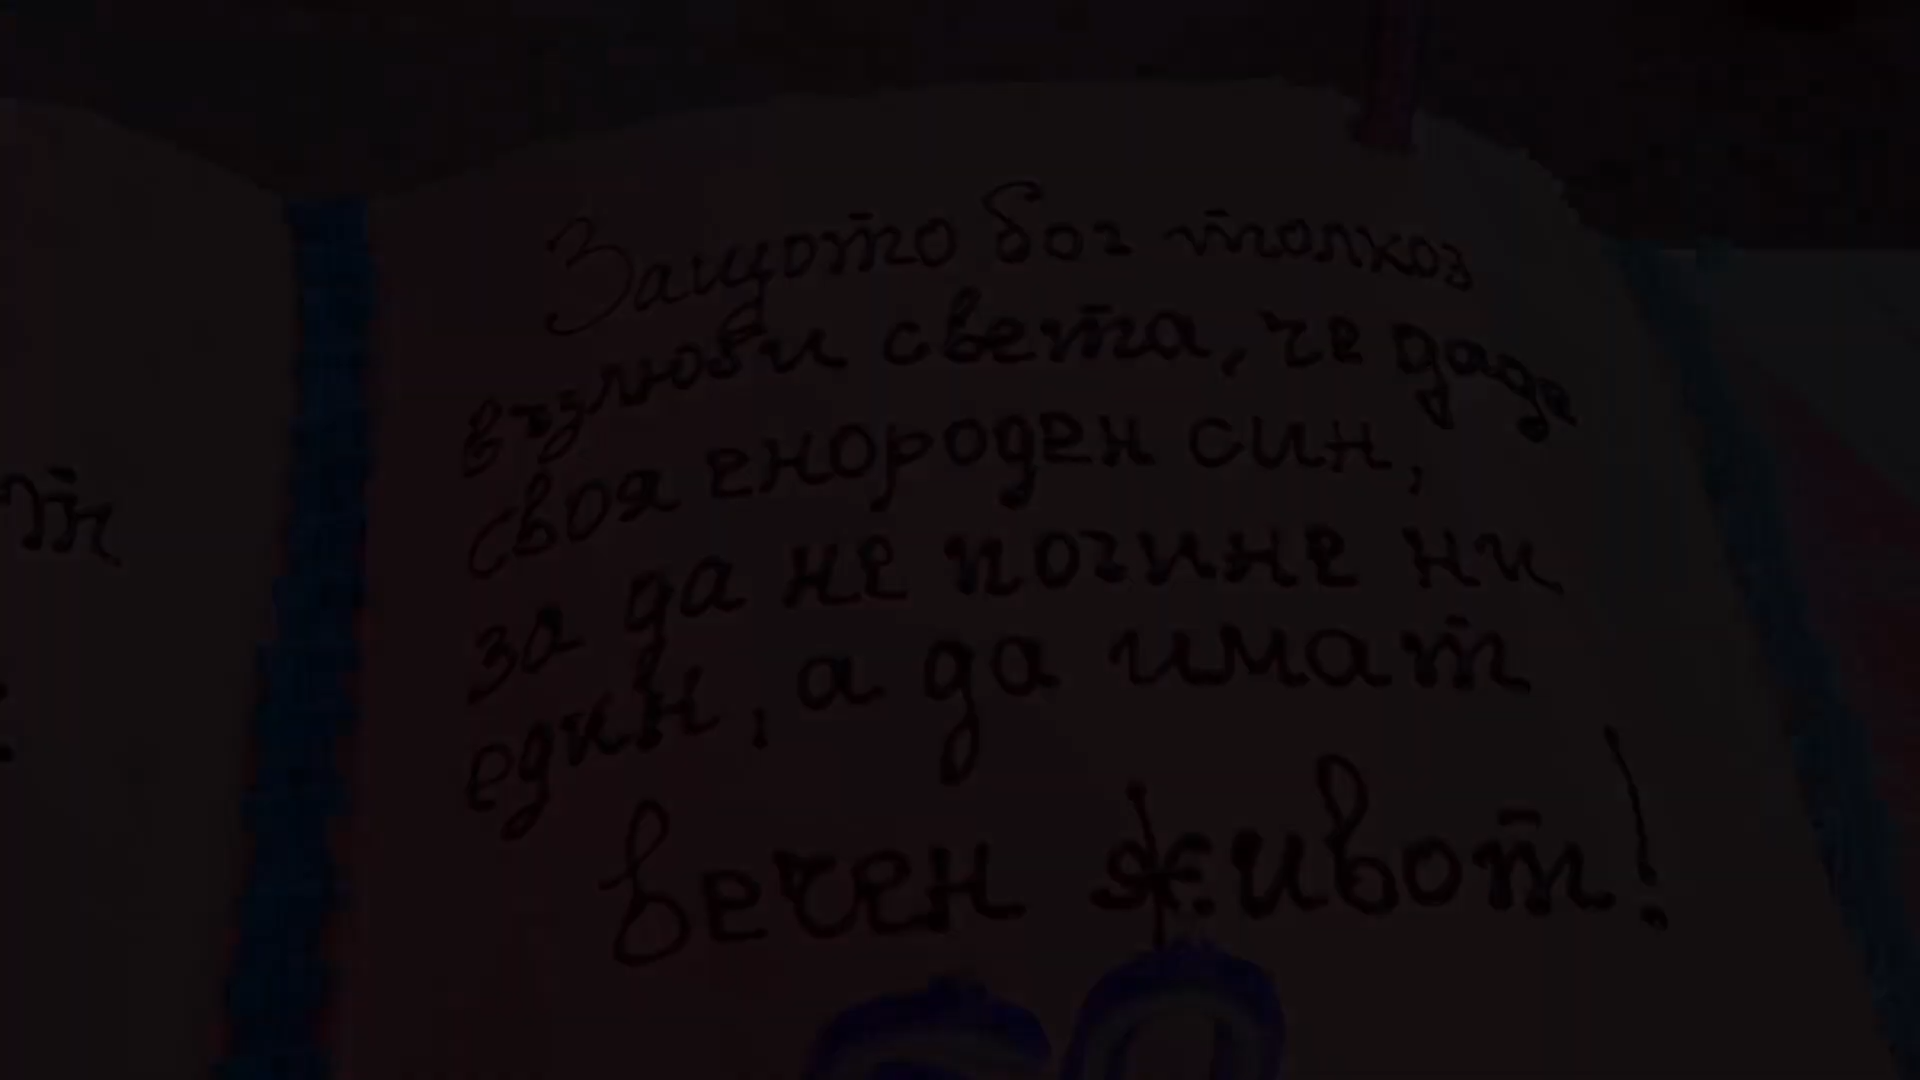 Защото бог толкоз
възлюби света, че даде
своя енороден син,
за да не погине ни
един, а да имат
вечен живот!